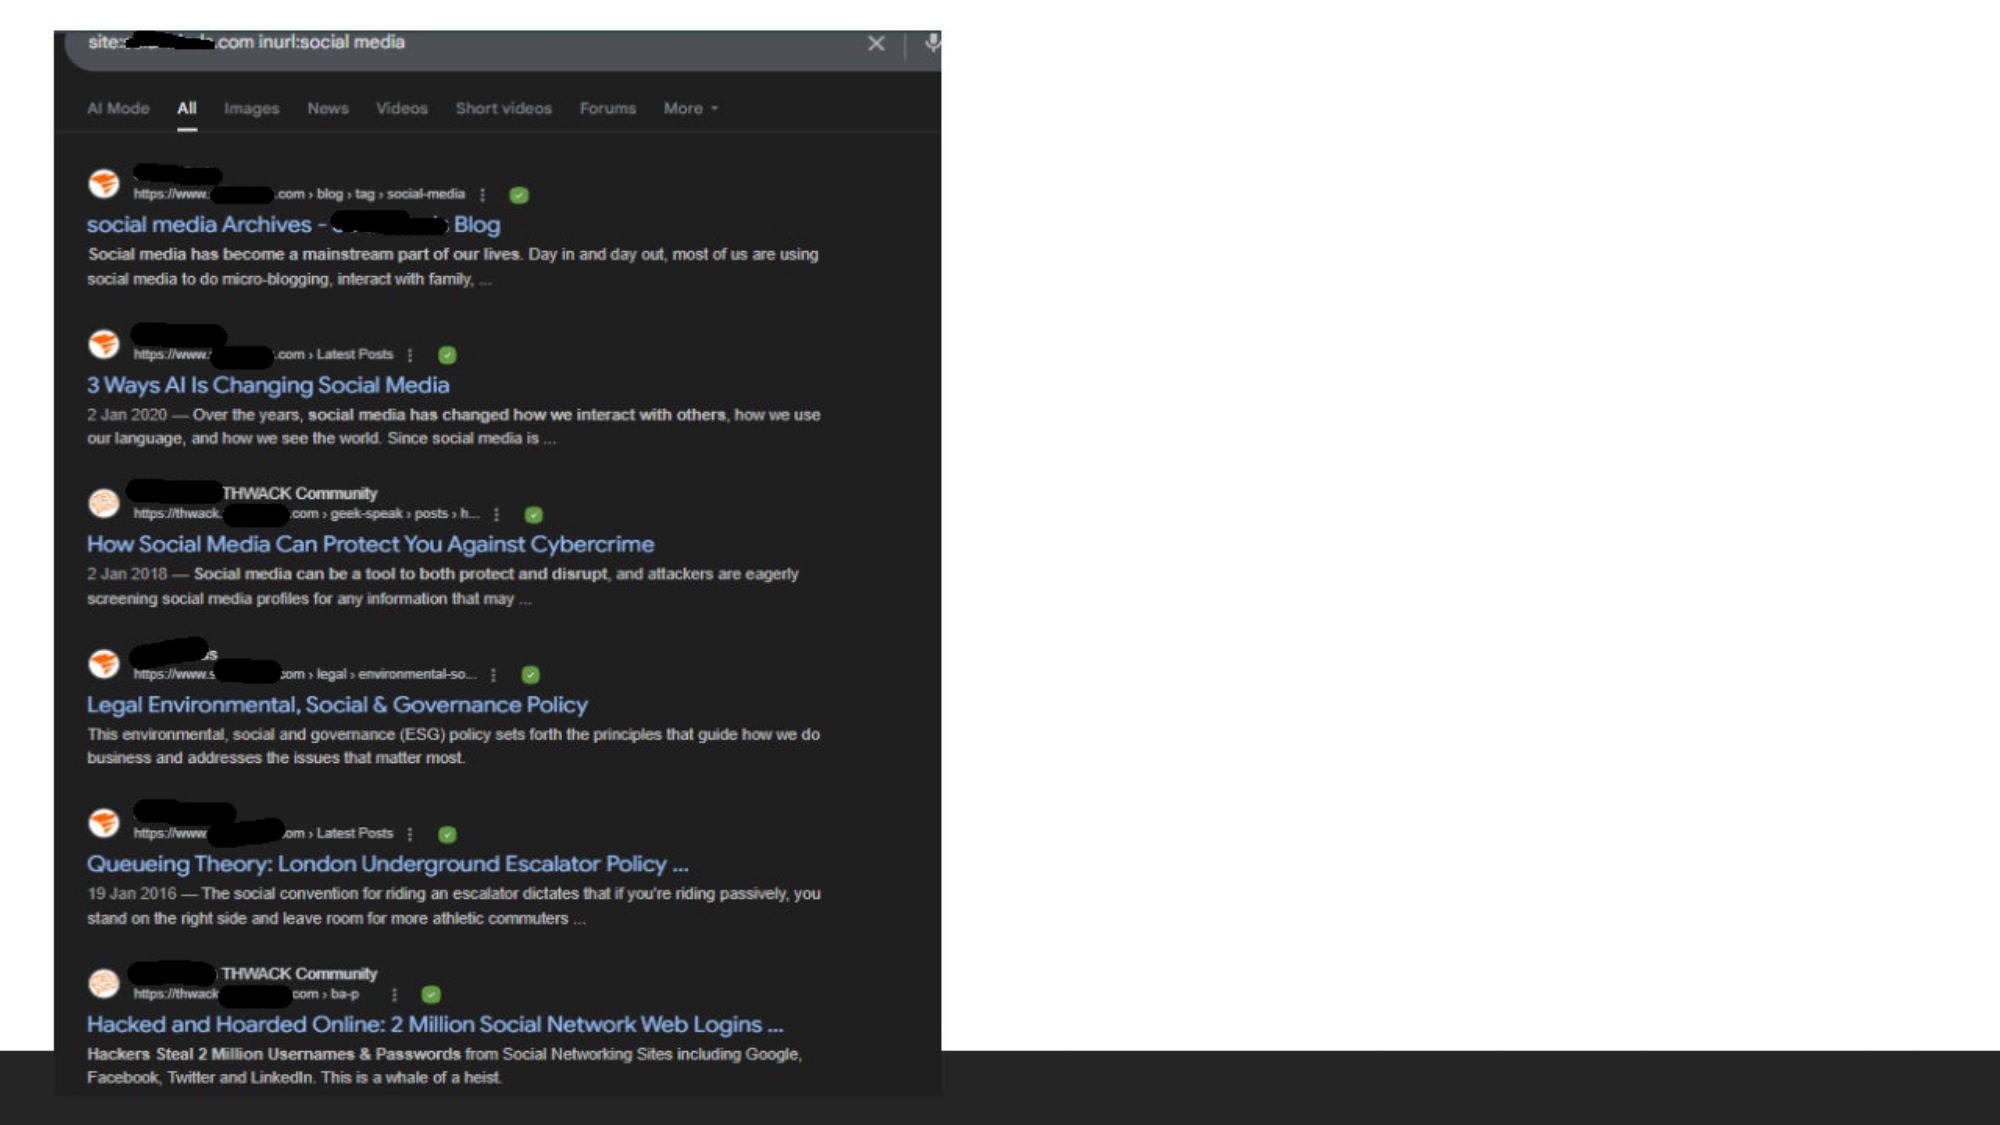 site: .com inurl:social media
AI Mode All Images News Videos Short videos Forums More
https://www. .com › blog › tag › social-media
social media Archives - Blog
Social media has become a mainstream part of our lives. Day in and day out, most of us are using
social media to do micro-blogging, interact with family, ...
https://www. .com › Latest Posts
3 Ways AI Is Changing Social Media
2 Jan 2020 — Over the years, social media has changed how we interact with others, how we use
our language, and how we see the world. Since social media is ...
THWACK Community
https://thwack. .com › geek-speak › posts › h...
How Social Media Can Protect You Against Cybercrime
2 Jan 2018 — Social media can be a tool to both protect and disrupt, and attackers are eagerly
screening social media profiles for any information that may ...
https://www.s com › legal › environmental-so...
Legal Environmental, Social & Governance Policy
This environmental, social and governance (ESG) policy sets forth the principles that guide how we do
business and addresses the issues that matter most.
https://www om › Latest Posts
Queueing Theory: London Underground Escalator Policy ...
19 Jan 2016 — The social convention for riding an escalator dictates that if you're riding passively, you
stand on the right side and leave room for more athletic commuters ...
THWACK Community
https://thwack com › ba-p
Hacked and Hoarded Online: 2 Million Social Network Web Logins ...
Hackers Steal 2 Million Usernames & Passwords from Social Networking Sites including Google,
Facebook, Twitter and LinkedIn. This is a whale of a heist.